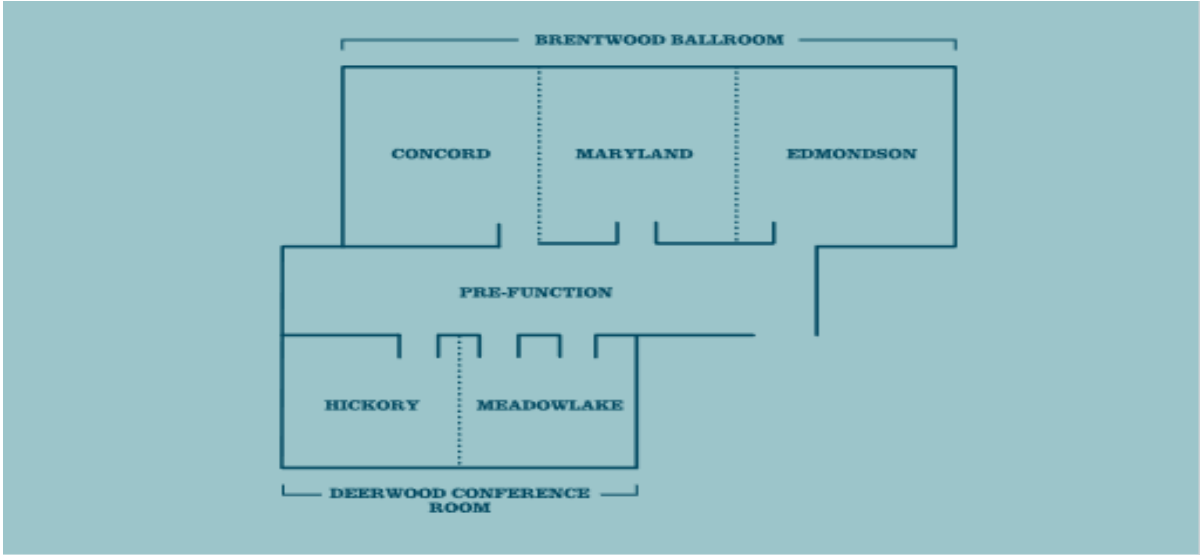 BRENTWOOD BALLROOM
CONCORD
MARYLAND
EDMONDSON
PRE-FUNCTION
HICKORY
MEADOWLAKE
DEERWOOD CONFERENCE
ROOM